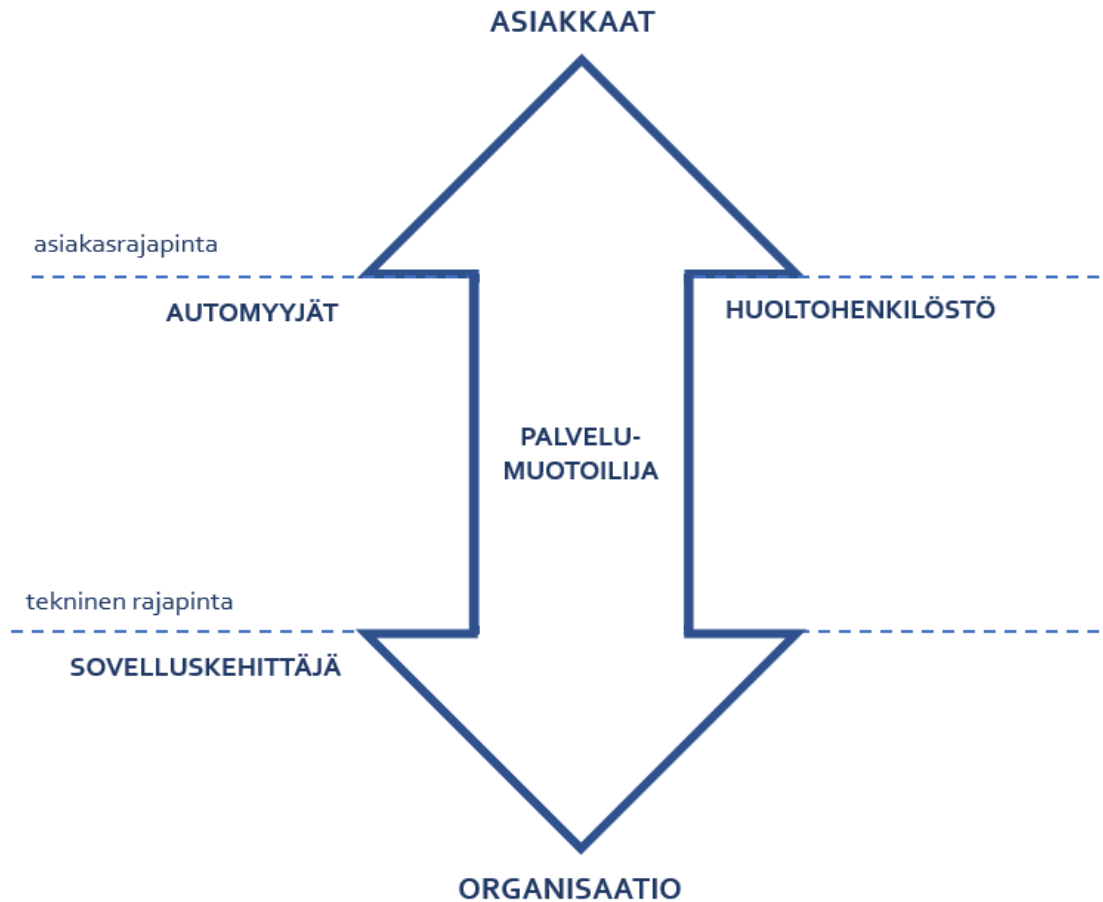 ASIAKKAAT
asiakasrajapinta
AUTOMYYJÄT
HUOLTOHENKILÖSTÖ
PALVELU-
MUOTOILIJA
tekninen rajapinta
SOVELLUSKEHITTÄJÄ
ORGANISAATIO